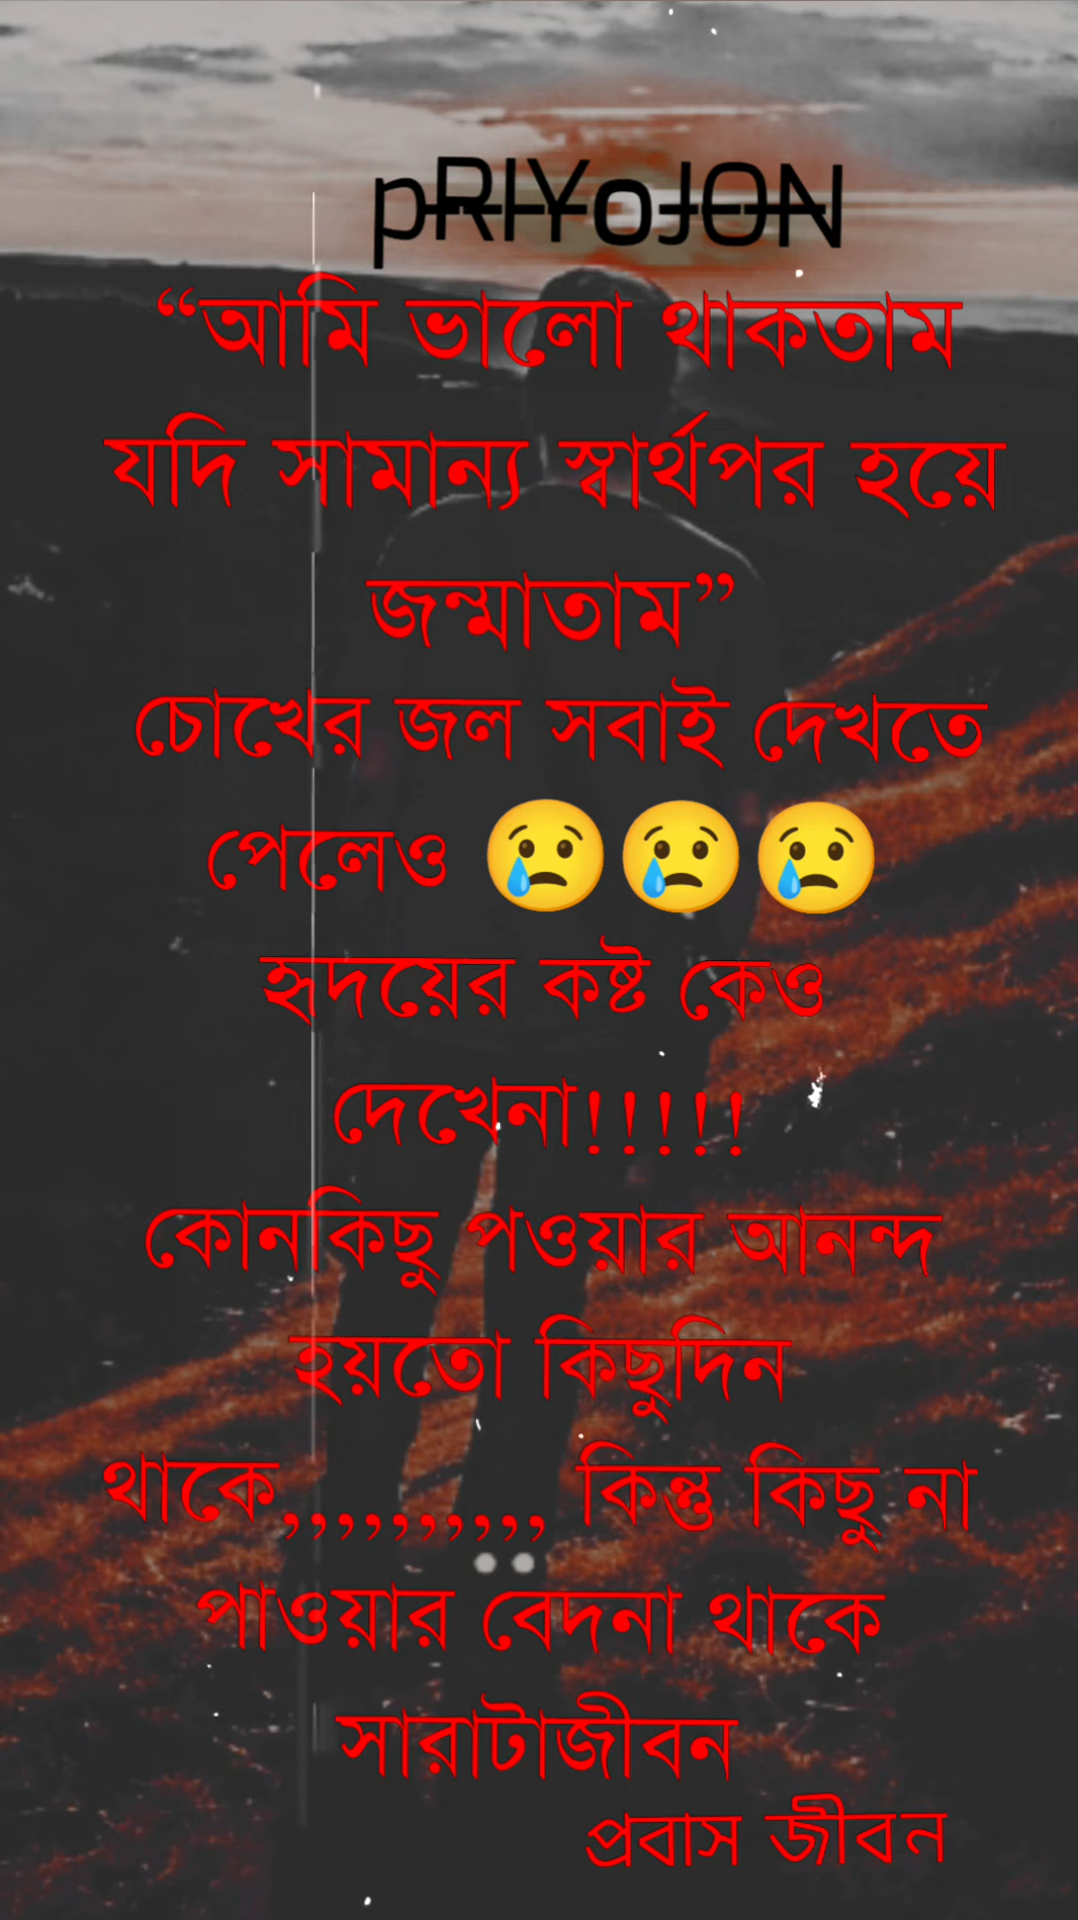 pRIYoJON
“আমি ভালো থাকতাম
যদি সামান্য স্বার্থপর হয়ে
জন্মাতাম”
চোখের জল সবাই দেখতে
পেলেও 😢😢😢
হৃদয়ের কষ্ট কেও
দেখেনা!!!!!
কোনকিছু পওয়ার আনন্দ
হয়তো কিছুদিন
থাকে,,,,,,,,,, কিন্তু কিছু না
পাওয়ার বেদনা থাকে
সারাটাজীবন
প্রবাস জীবন